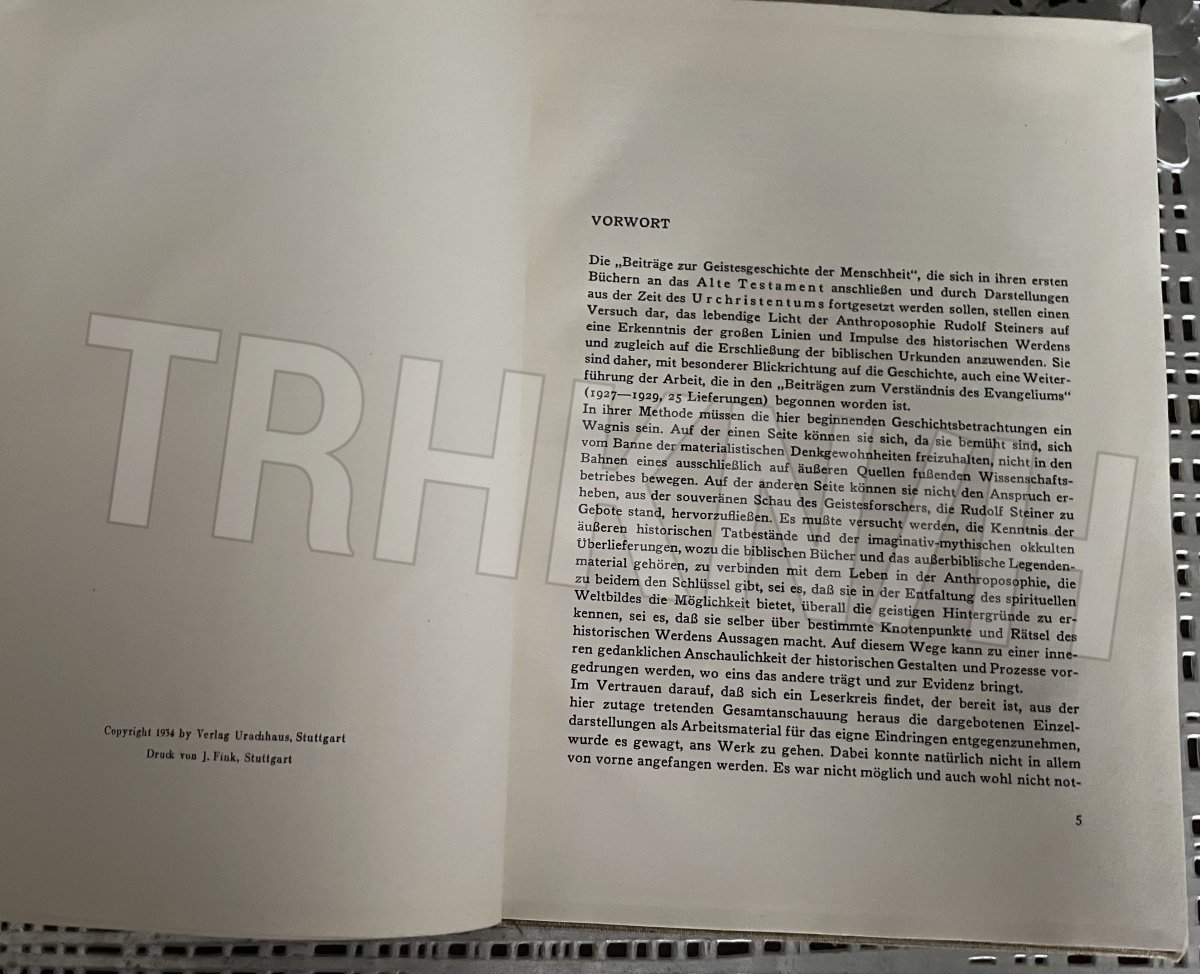 Copyright 1934 by Verlag Urachhaus, Stuttgart
Druck von J. Fink, Stuttgart
VORWORT
Die „Beiträge zur Geistesgeschichte der Menschheit“, die sich in ihren ersten
Büchern an das Alte Testament anschließen und durch Darstellungen
aus der Zeit des Urchristentums fortgesetzt werden sollen, stellen einen
Versuch dar, das lebendige Licht der Anthroposophie Rudolf Steiners auf
eine Erkenntnis der großen Linien und Impulse des historischen Werdens
und zugleich auf die Erschließung der biblischen Urkunden anzuwenden. Sie
sind daher, mit besonderer Blickrichtung auf die Geschichte, auch eine Weiter-
führung der Arbeit, die in den „Beiträgen zum Verständnis des Evangeliums“
(1927—1929, 25 Lieferungen) begonnen worden ist.
In ihrer Methode müssen die hier beginnenden Geschichtsbetrachtungen ein
Wagnis sein. Auf der einen Seite können sie sich, da sie bemüht sind, sich
vom Banne der materialistischen Denkgewohnheiten freizuhalten, nicht in den
Bahnen eines ausschließlich auf äußeren Quellen fußenden Wissenschafts-
betriebes bewegen. Auf der anderen Seite können sie nicht den Anspruch er-
heben, aus der souveränen Schau des Geistesforschers, die Rudolf Steiner zu
Gebote stand, hervorzufließen. Es mußte versucht werden, die Kenntnis der
äußeren historischen Tatbestände und der imaginativ-mythischen okkulten
Überlieferungen, wozu die biblischen Bücher und das außerbiblische Legenden-
material gehören, zu verbinden mit dem Leben in der Anthroposophie, die
zu beidem den Schlüssel gibt, sei es, daß sie in der Entfaltung des spirituellen
Weltbildes die Möglichkeit bietet, überall die geistigen Hintergründe zu er-
kennen, sei es, daß sie selber über bestimmte Knotenpunkte und Rätsel des
historischen Werdens Aussagen macht. Auf diesem Wege kann zu einer inne-
ren gedanklichen Anschaulichkeit der historischen Gestalten und Prozesse vor-
gedrungen werden, wo eins das andere trägt und zur Evidenz bringt.
Im Vertrauen darauf, daß sich ein Leserkreis findet, der bereit ist, aus der
hier zutage tretenden Gesamtanschauung heraus die dargebotenen Einzel-
darstellungen als Arbeitsmaterial für das eigne Eindringen entgegenzunehmen,
wurde es gewagt, ans Werk zu gehen. Dabei konnte natürlich nicht in allem
von vorne angefangen werden. Es war nicht möglich und auch wohl nicht not-
5